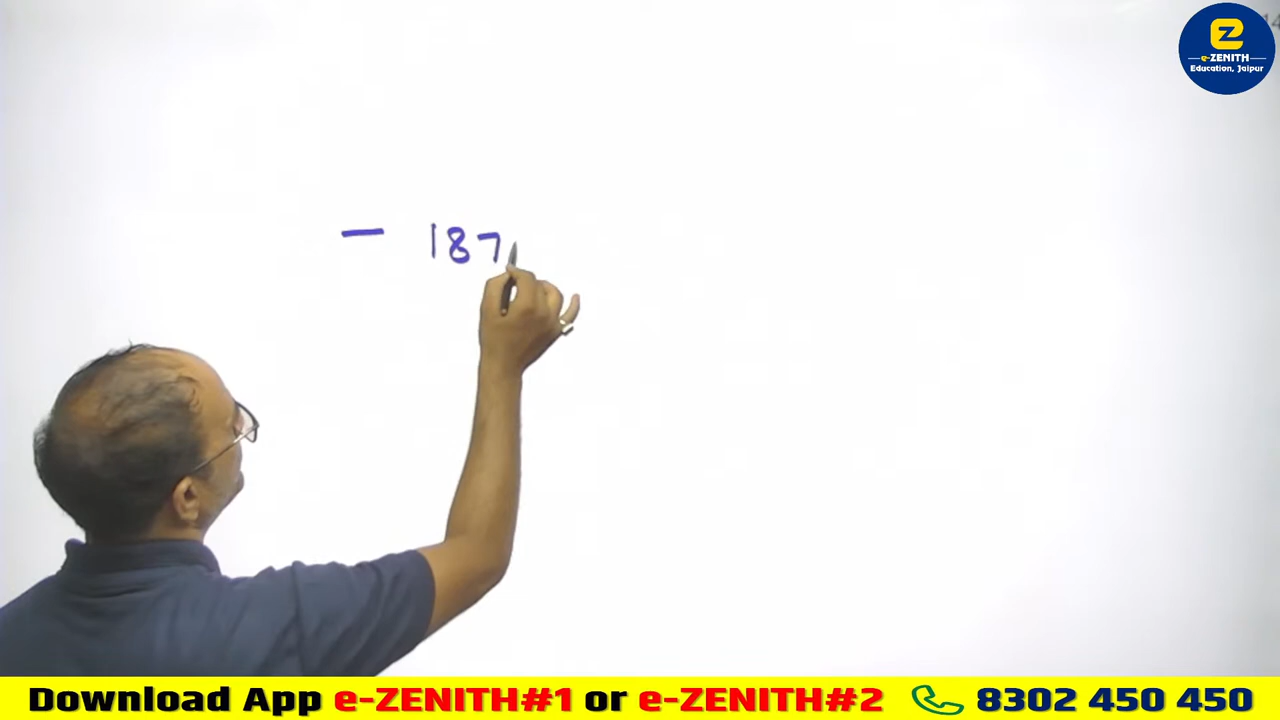 e-ZENITH
Education, Jaipur
— 187
Download App e-ZENITH#1 or e-ZENITH#2 8302 450 450